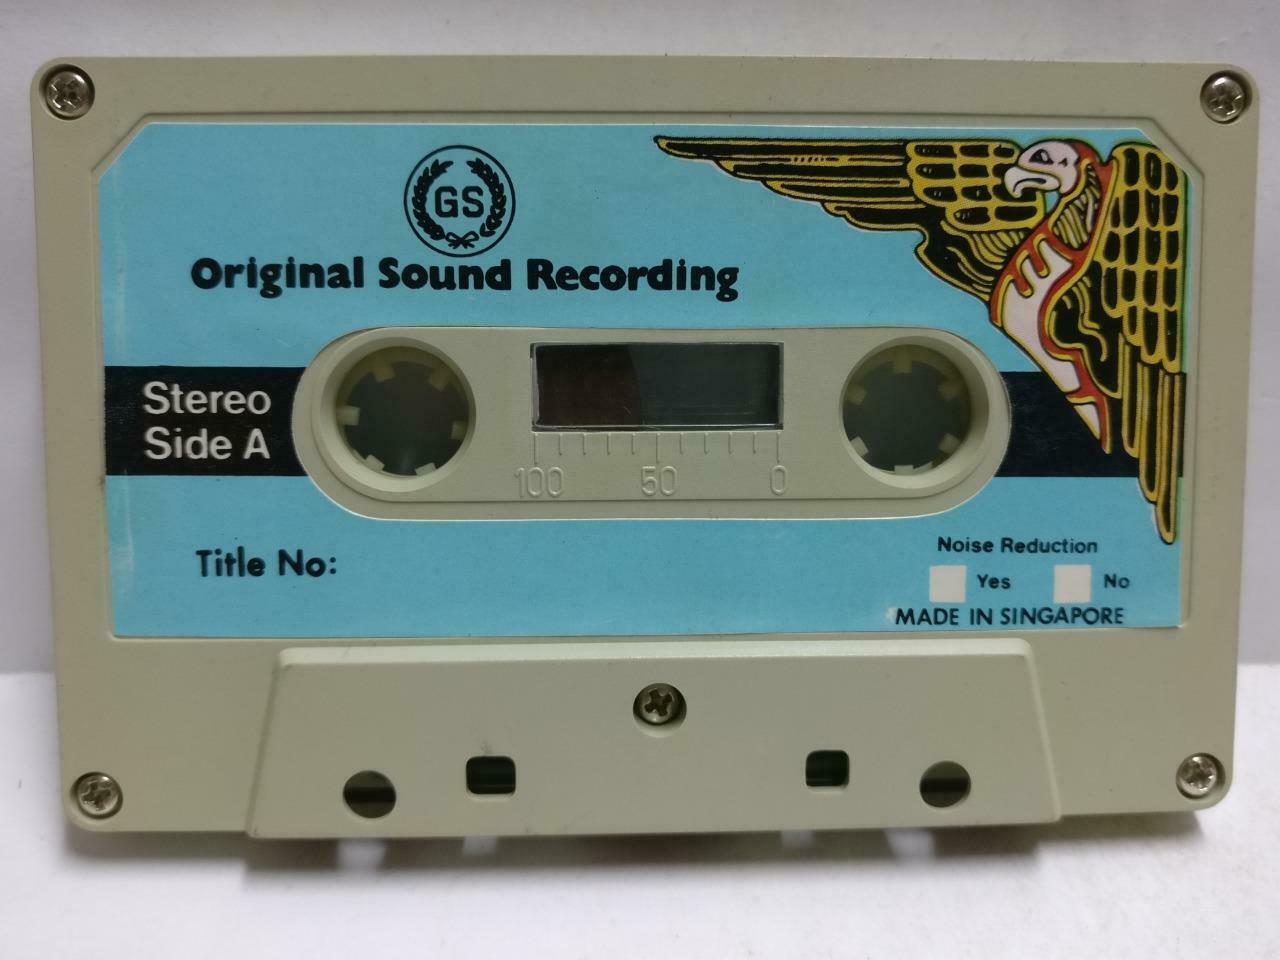 GS
Original Sound Recording
Stereo
Side A
100 50 0
Title No:
Noise Reduction
Yes No
MADE IN SINGAPORE